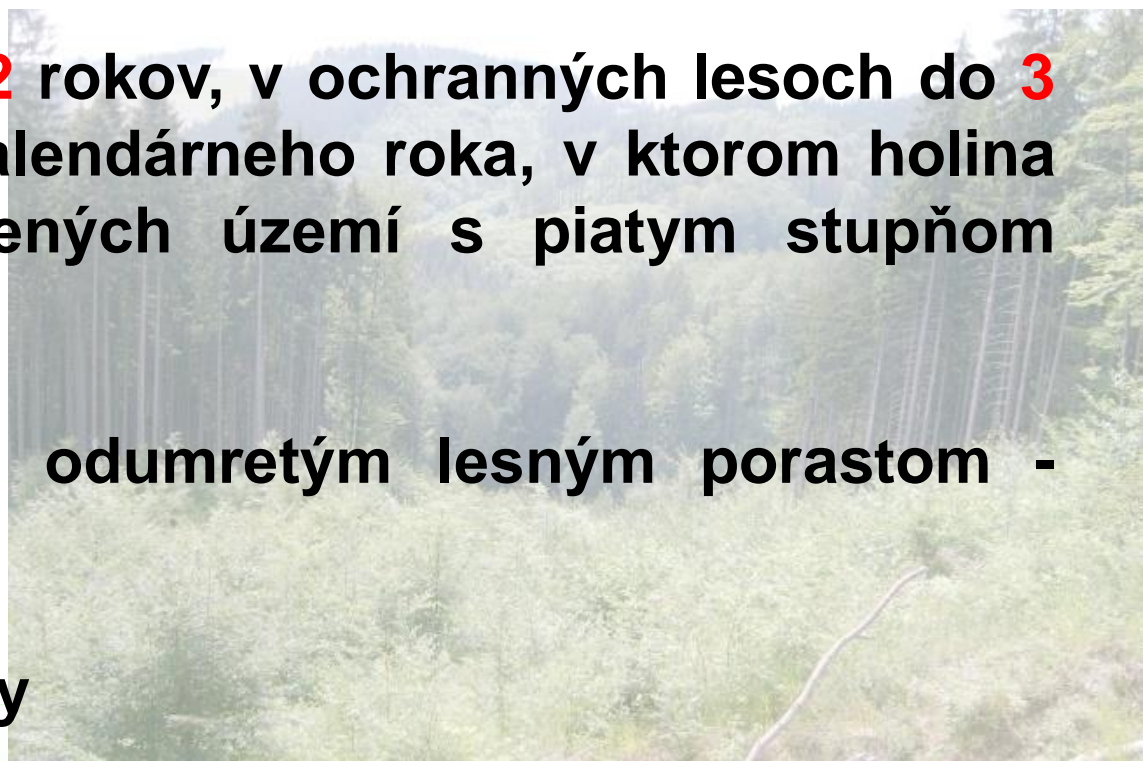 2 rokov, v ochranných lesoch do 3
alendárneho roka, v ktorom holina
ených území s piatym stupňom
odumretým lesným porastom -
y